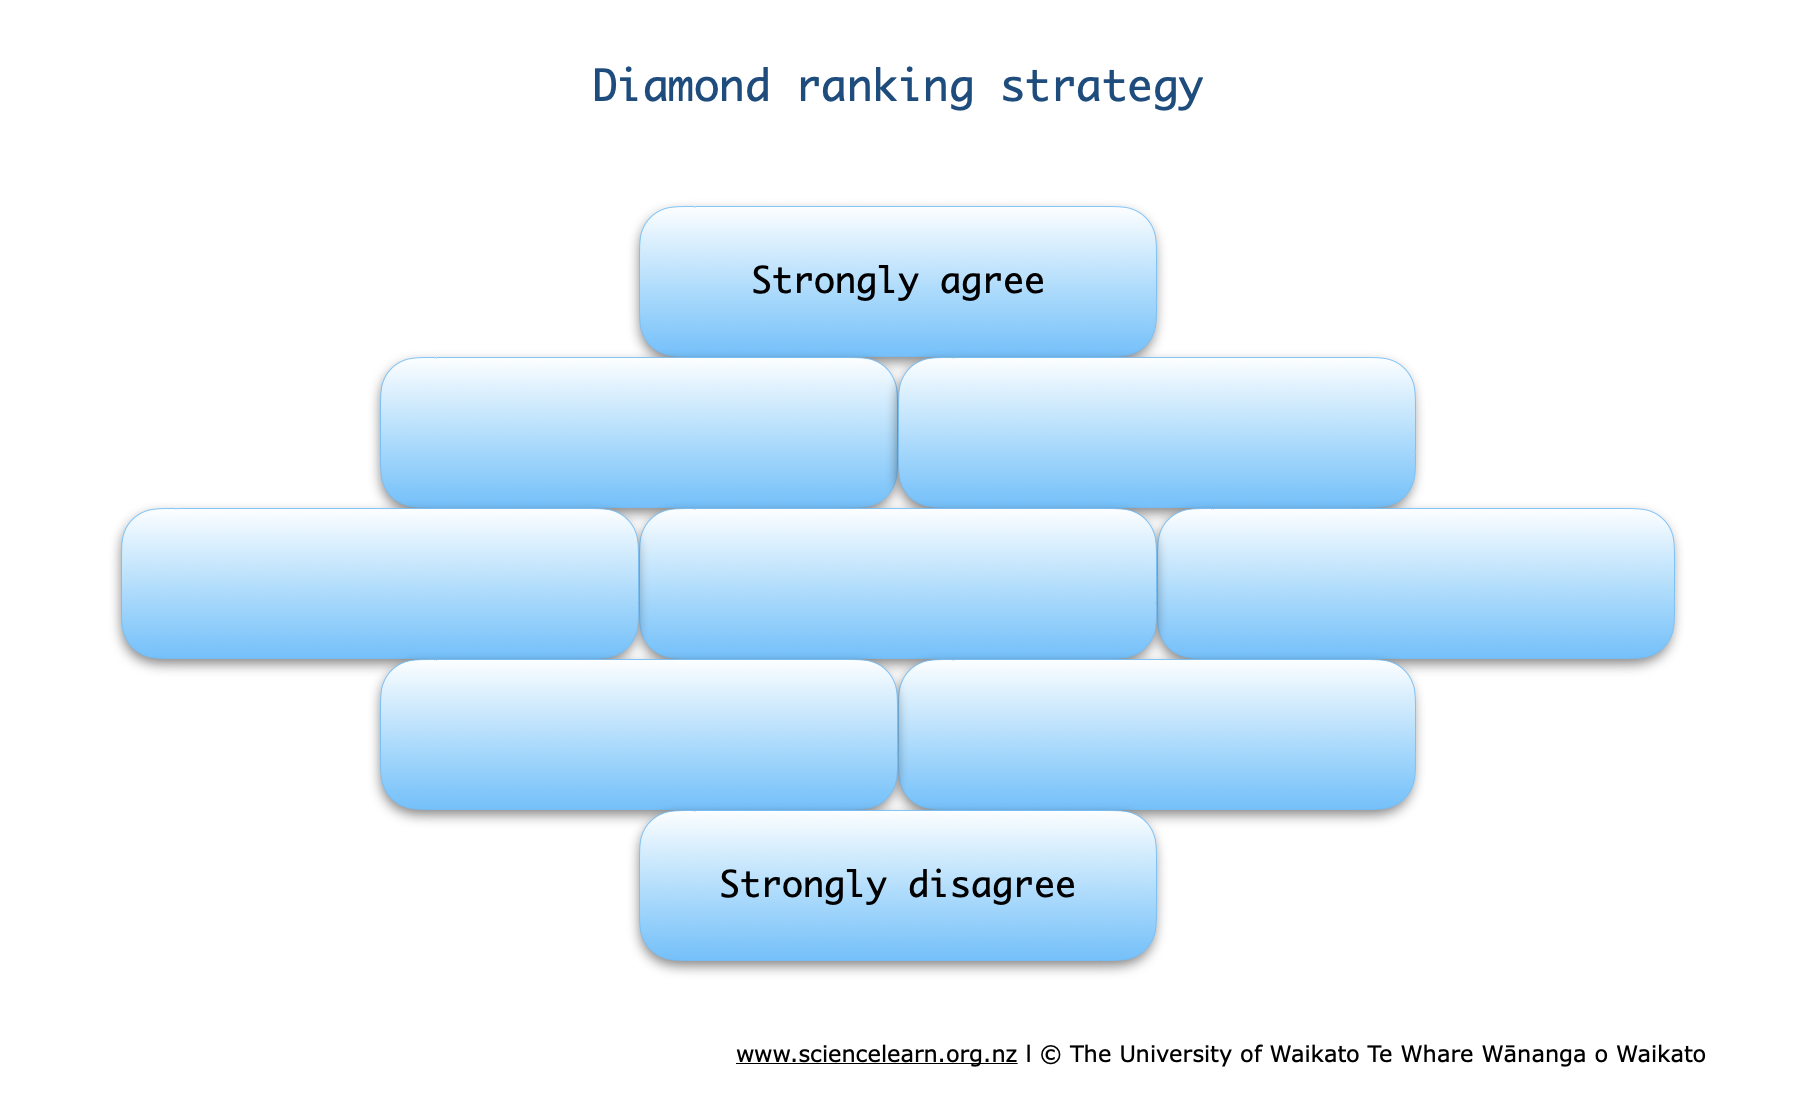 Diamond ranking strategy
Strongly agree
Strongly disagree
www.sciencelearn.org.nz l © The University of Waikato Te Whare Wānanga o Waikato